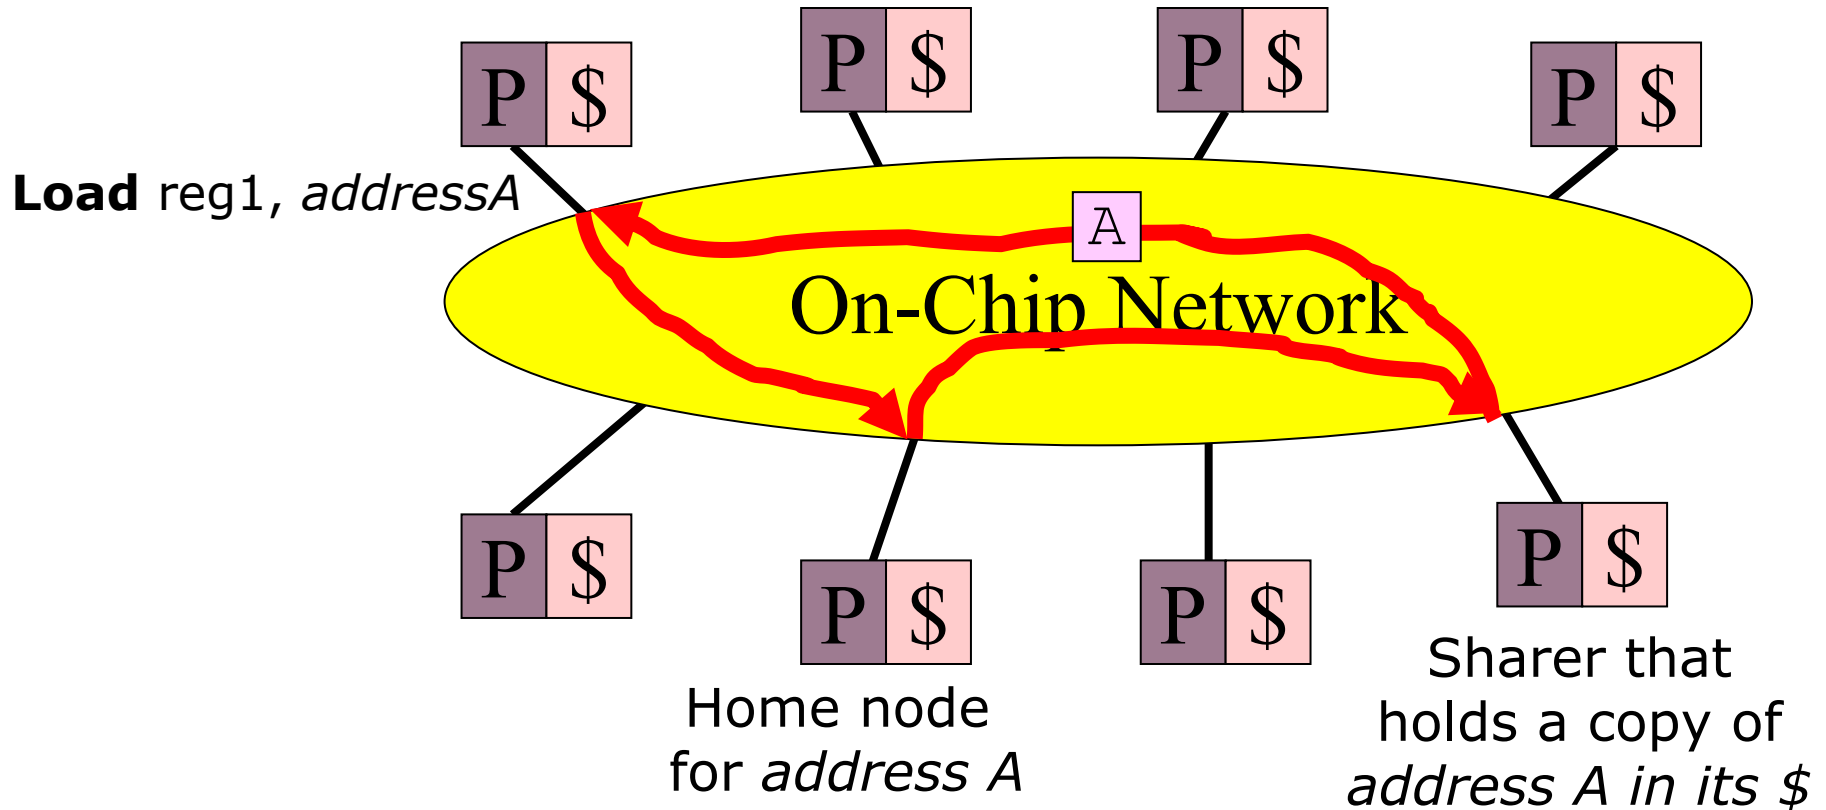 P $
P $
P $
P $
Load reg1, addressA
A
On-Chip Network
P $
P $
P $
P $
Home node
for address A
Sharer that
holds a copy of
address A in its $